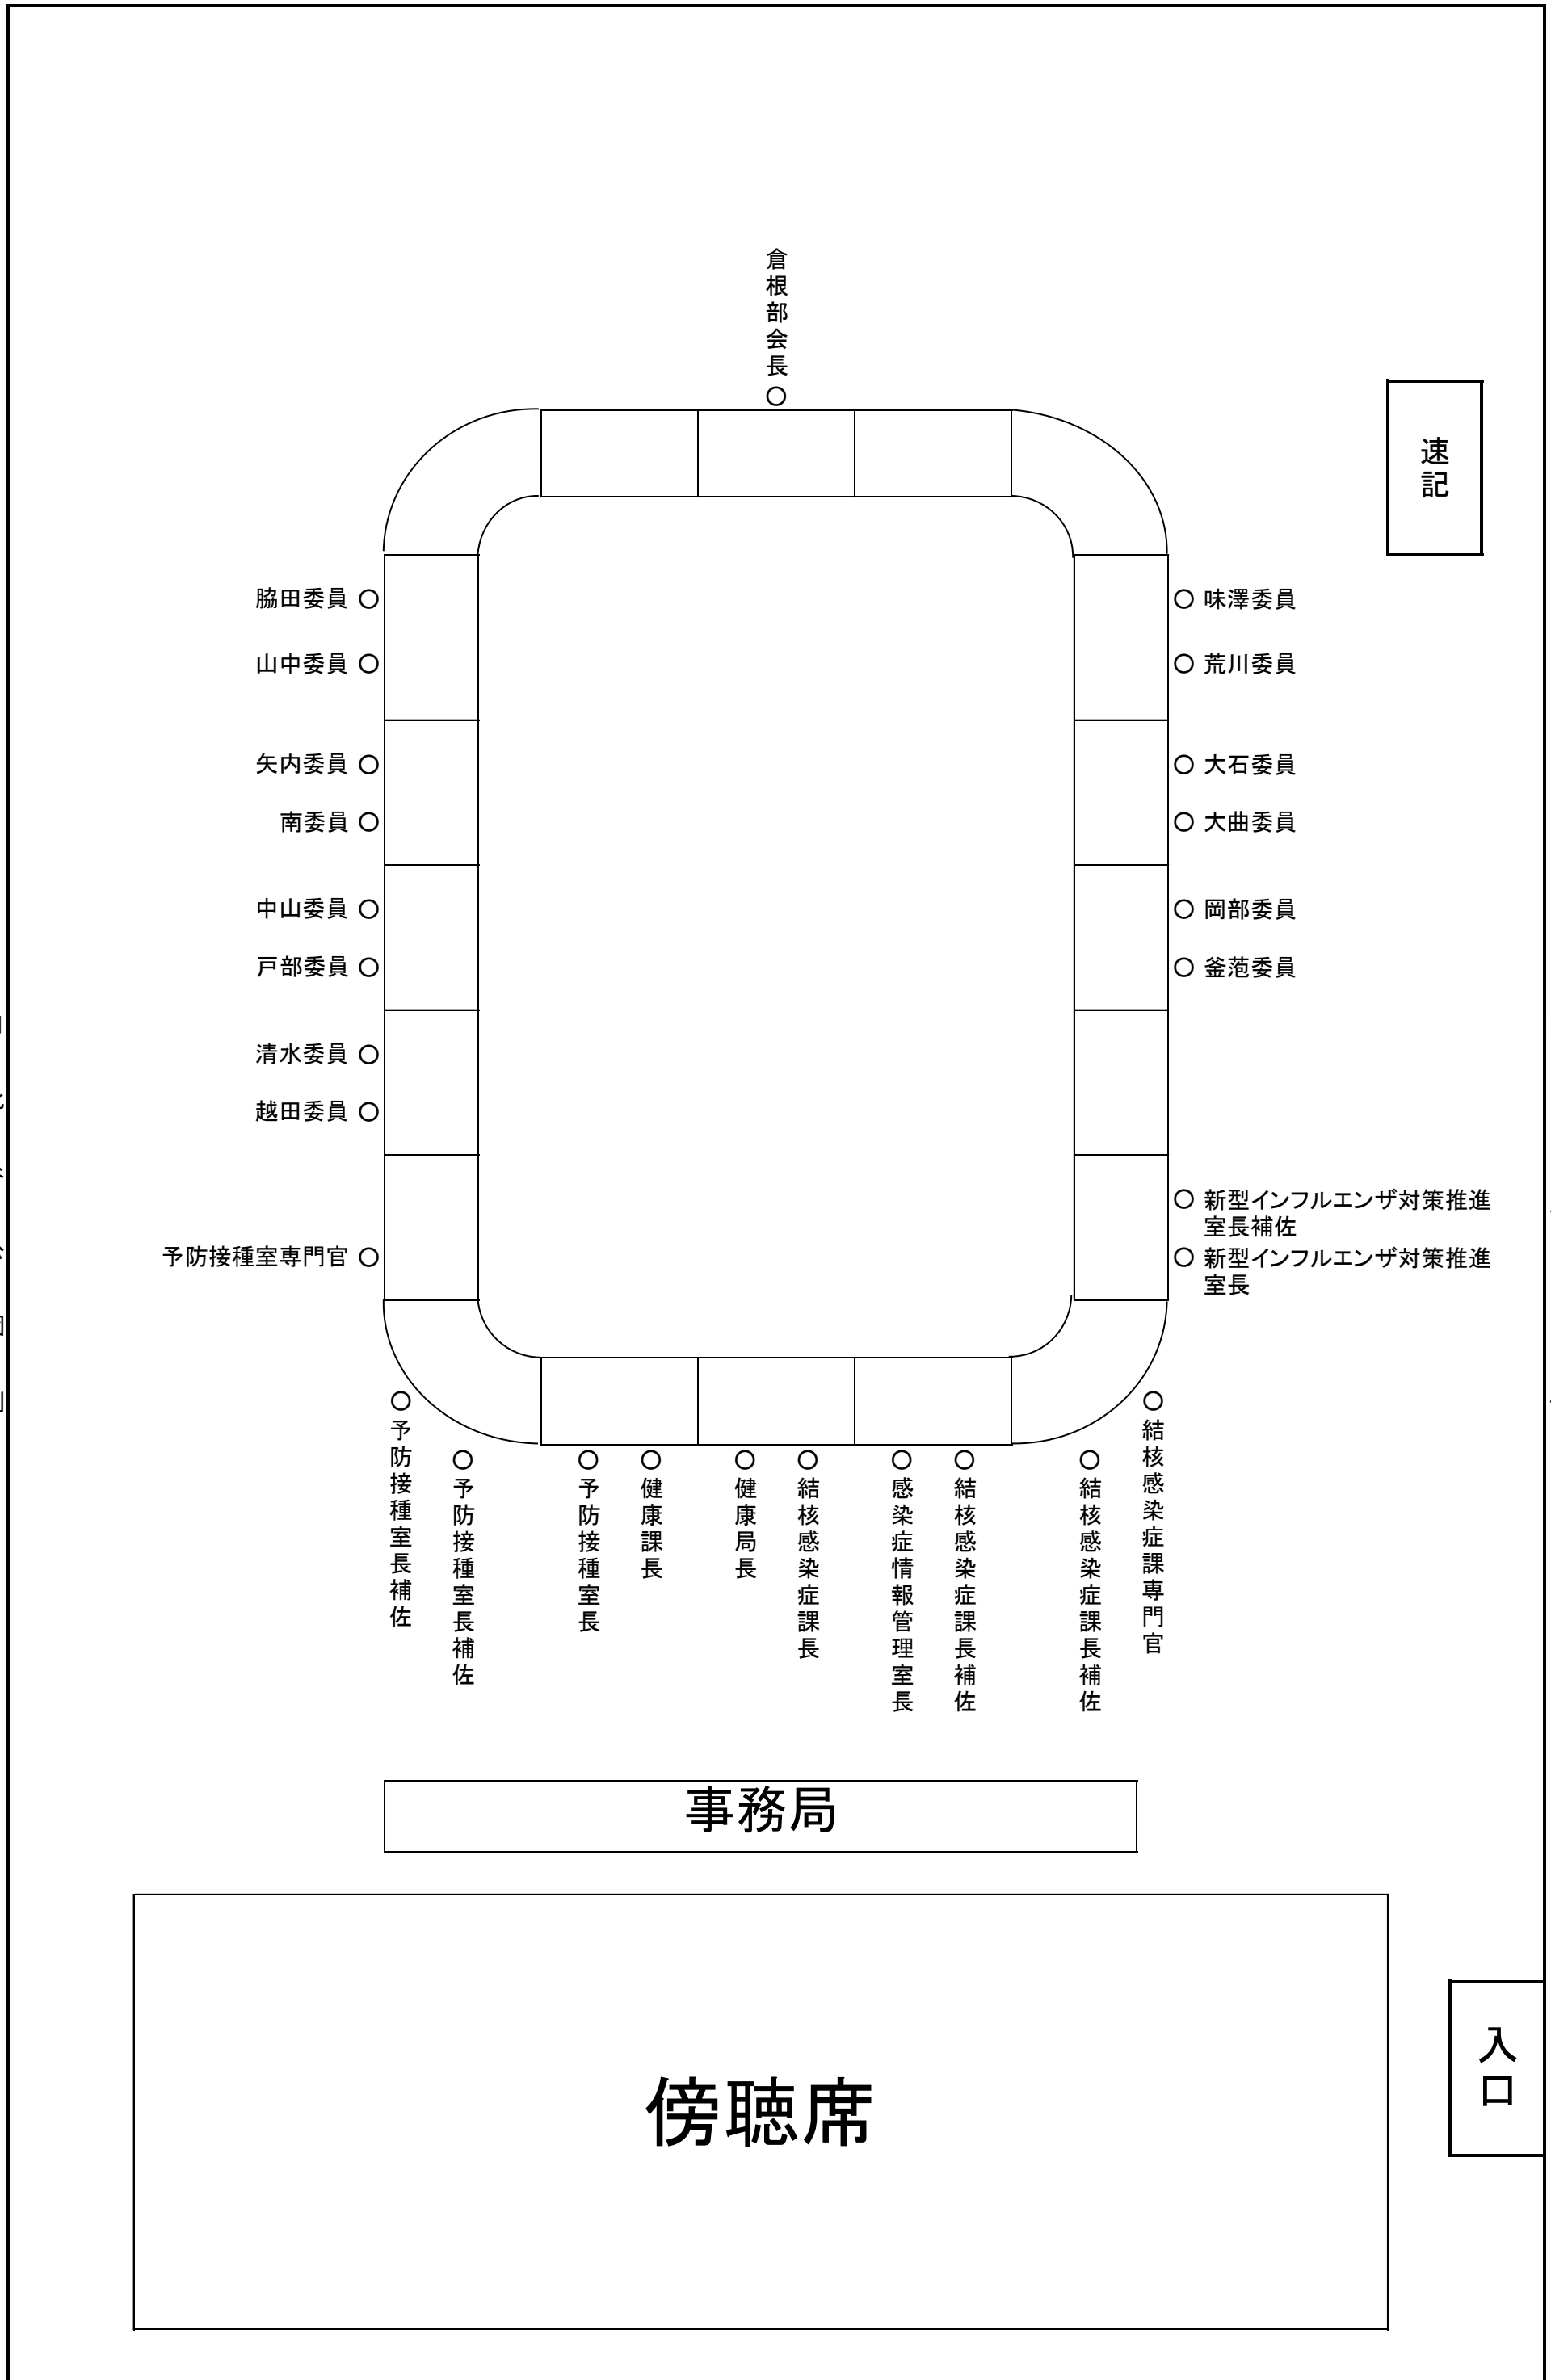 倉根部会長
速記
脇田委員
山中委員
矢内委員
南委員
中山委員
戸部委員
清水委員
越田委員
予防接種室専門官
味澤委員
荒川委員
大石委員
大曲委員
岡部委員
釜萢委員
新型インフルエンザ対策推進
室長補佐
新型インフルエンザ対策推進
室長
予防接種室長補佐
予防接種室長補佐
予防接種室長
健康課長
健康局長
結核感染症課長
感染症情報管理室長
結核感染症課長補佐
結核感染症課長補佐
結核感染症課専門官
事務局
傍聴席
入口